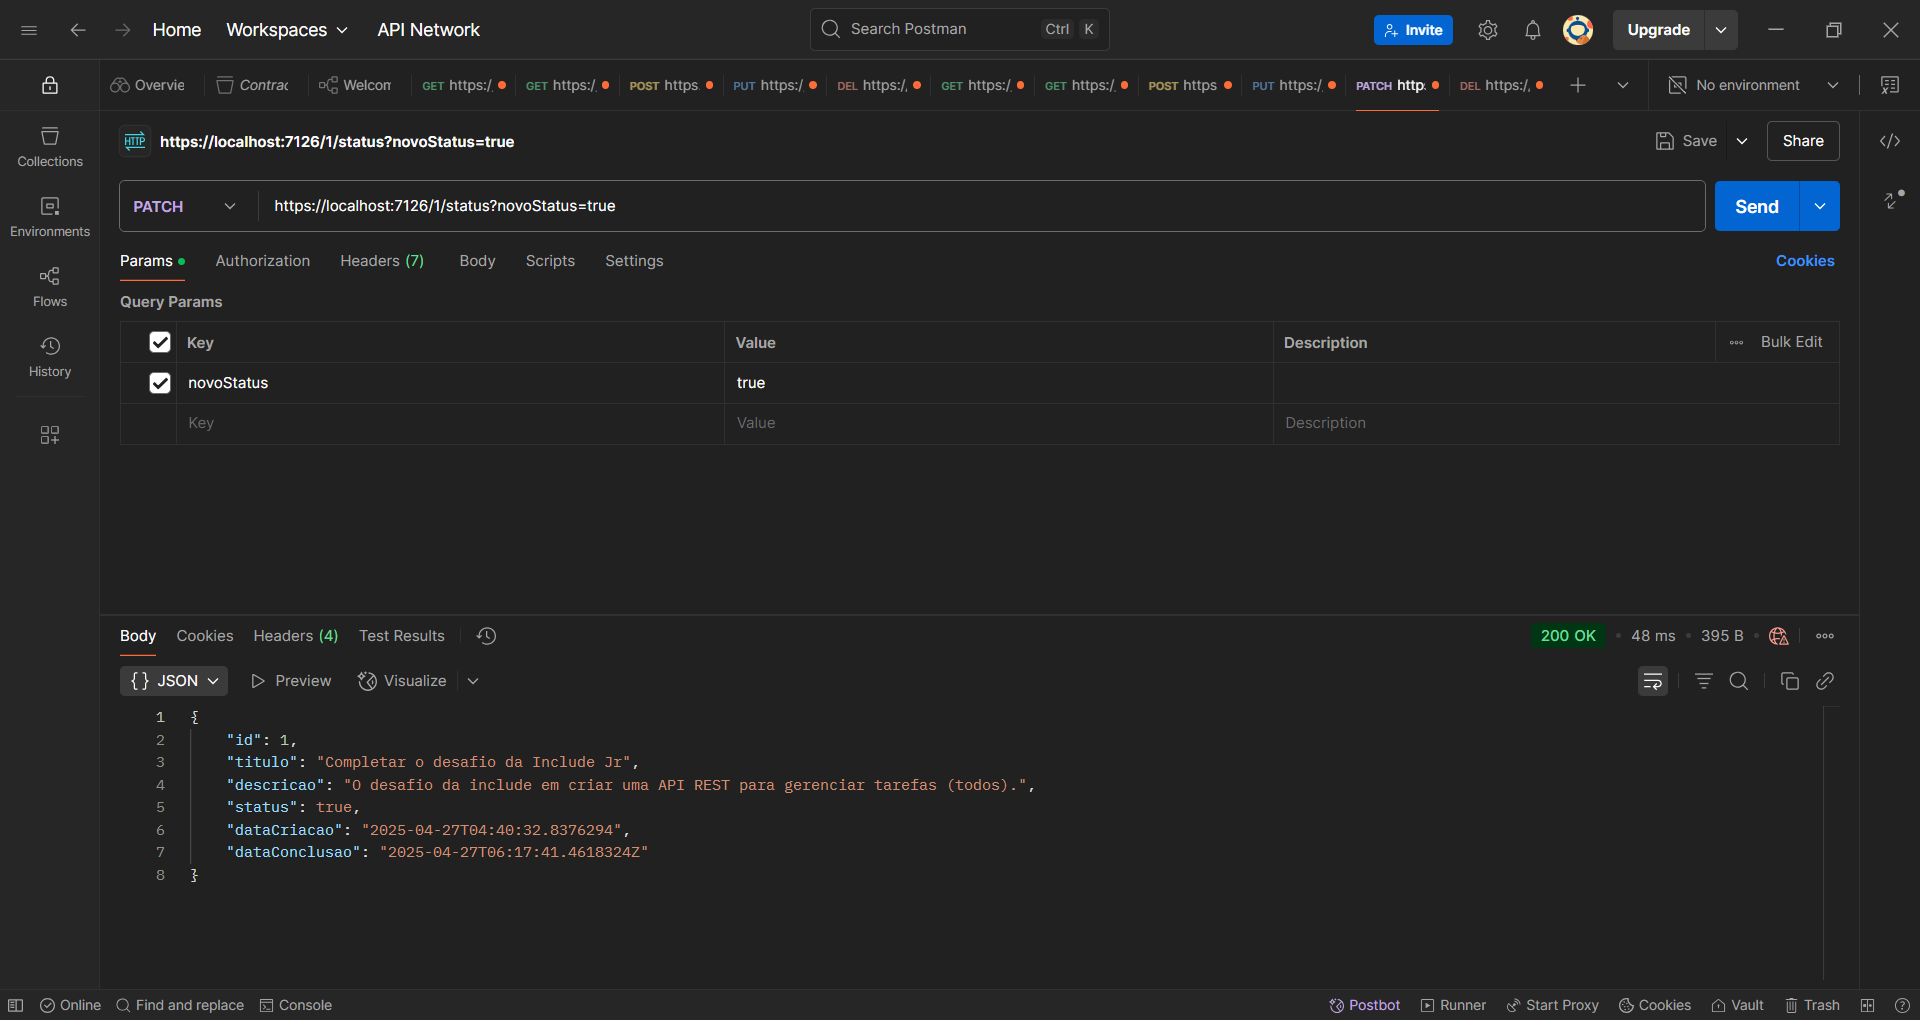 Home Workspaces API Network Search Postman Ctrl K Invite Upgrade
Overvie Contrac Welcom GET https:/ GET https:/ POST https PUT https:/ DEL https:/ GET https:/ GET https:/ POST https PUT https:/ PATCH http: DEL https:/ No environment
HTTP https://localhost:7126/1/status?novoStatus=true Save Share
Collections
Environments
Flows
History
PATCH https://localhost:7126/1/status?novoStatus=true Send
Params Authorization Headers (7) Body Scripts Settings Cookies
Query Params
Key Value Description Bulk Edit
novoStatus true
Key Value Description
Body Cookies Headers (4) Test Results 200 OK 48 ms 395 B
{} JSON Preview Visualize
1 {
2 "id": 1,
3 "titulo": "Completar o desafio da Include Jr",
4 "descricao": "O desafio da include em criar uma API REST para gerenciar tarefas (todos).",
5 "status": true,
6 "dataCriacao": "2025-04-27T04:40:32.8376294",
7 "dataConclusao": "2025-04-27T06:17:41.4618324Z"
8 }
Online Find and replace Console Postbot Runner Start Proxy Cookies Vault Trash